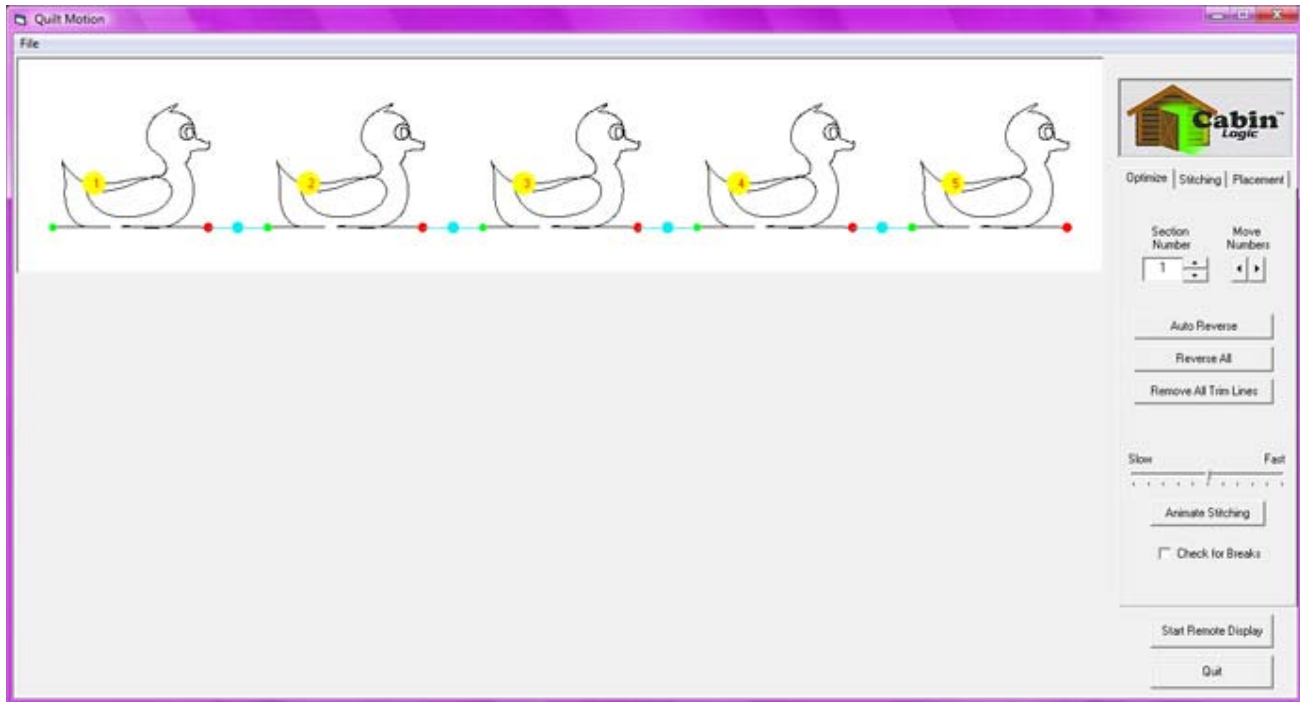 Quilt Motion
File
1 2 3 4 5
Cabin™
Logic
Optimize Stitching Placement
Section Number
Move Numbers
1
Auto Reverse
Reverse All
Remove All Trim Lines
Slow Fast
Animate Stitching
Check for Breaks
Start Remote Display
Quit